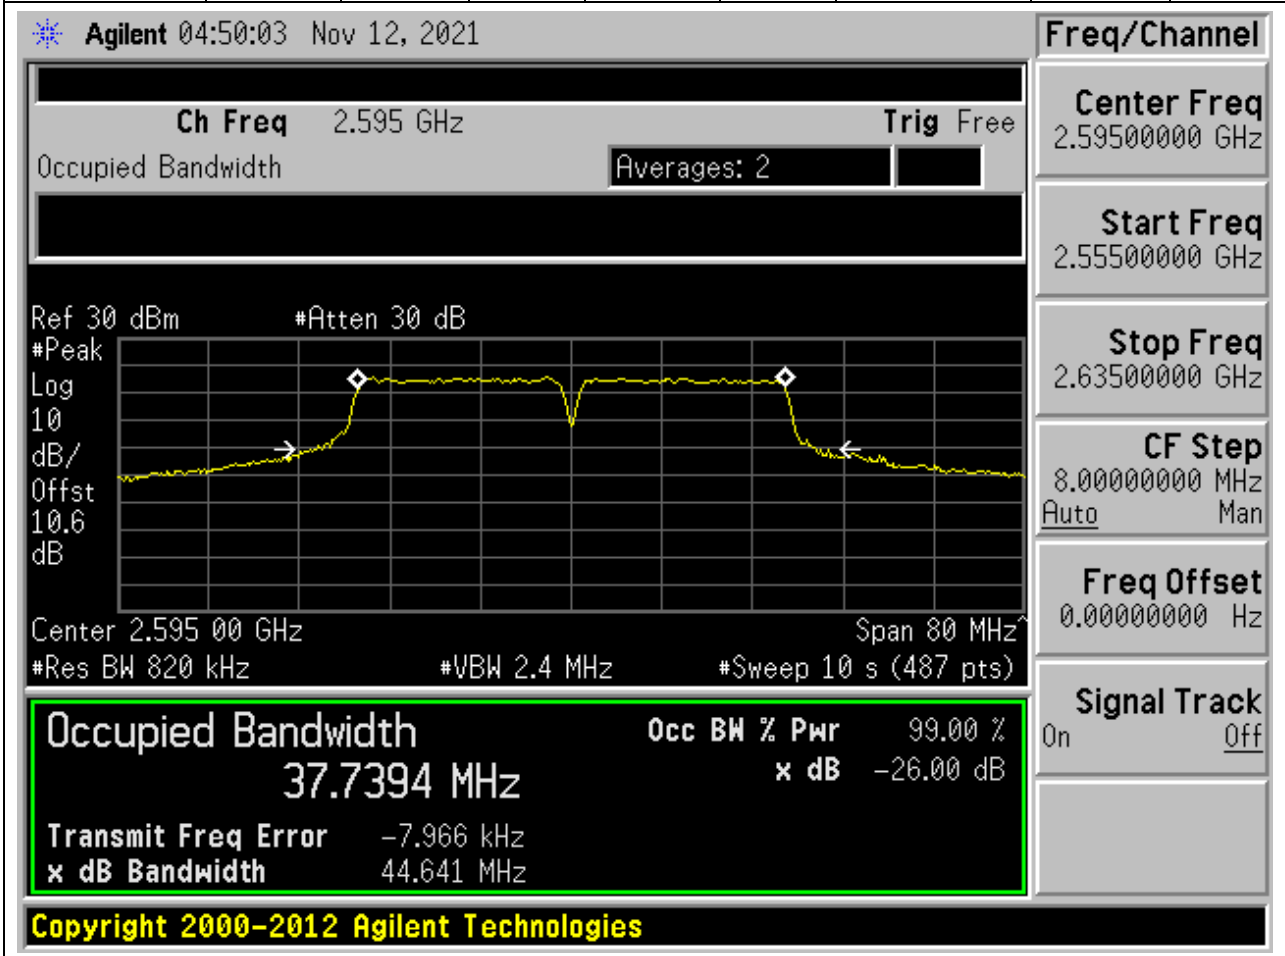 Agilent 04:50:03 Nov 12, 2021
Ch Freq 2.595 GHz Trig Free
Occupied Bandwidth Averages: 2
Ref 30 dBm #Atten 30 dB
#Peak
Log
10
dB/
Offst
10.6
dB
Center 2.595 00 GHz Span 80 MHz^
#Res BW 820 kHz #VBW 2.4 MHz #Sweep 10 s (487 pts)
Occupied Bandwidth Occ BW % Pwr 99.00 %
37.7394 MHz x dB -26.00 dB
Transmit Freq Error -7.966 kHz
x dB Bandwidth 44.641 MHz
Copyright 2000-2012 Agilent Technologies
Freq/Channel
Center Freq
2.59500000 GHz
Start Freq
2.55500000 GHz
Stop Freq
2.63500000 GHz
CF Step
8.00000000 MHz
Auto Man
Freq Offset
0.00000000 Hz
Signal Track
On Off